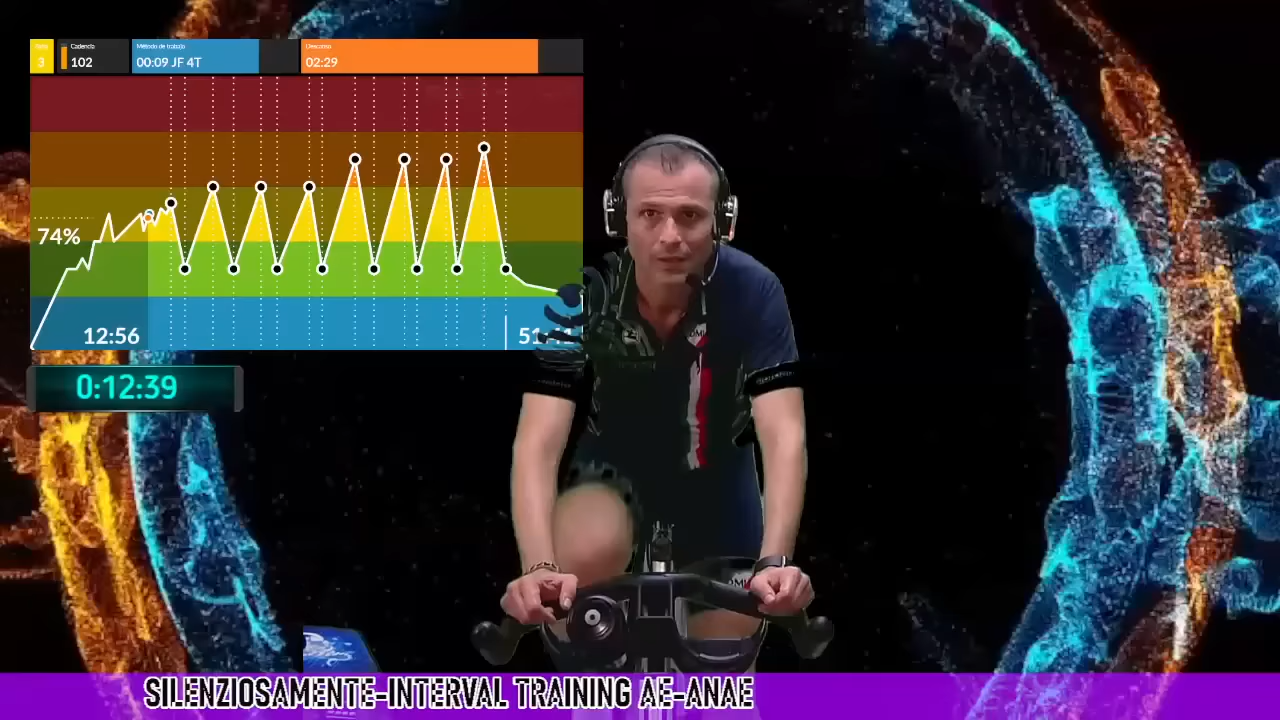 3
Cadencia
102
Método de trabajo
00:09 JF 4T
Descanso
02:29
74%
12:56
0:12:39
SILENZIOSAMENTE-INTERVAL TRAINING AE-ANAE